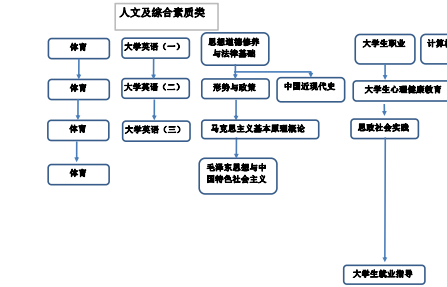 人文及综合素质类
体育
大学英语（一）
思想道德修养
与法律基础
大学生职业
体育
大学英语（二）
形势与政策
中国近现代史
大学生心理健康教育
体育
大学英语（三）
马克思主义基本原理概论
思政社会实践
体育
毛泽东思想与中
国特色社会主义
大学生就业指导